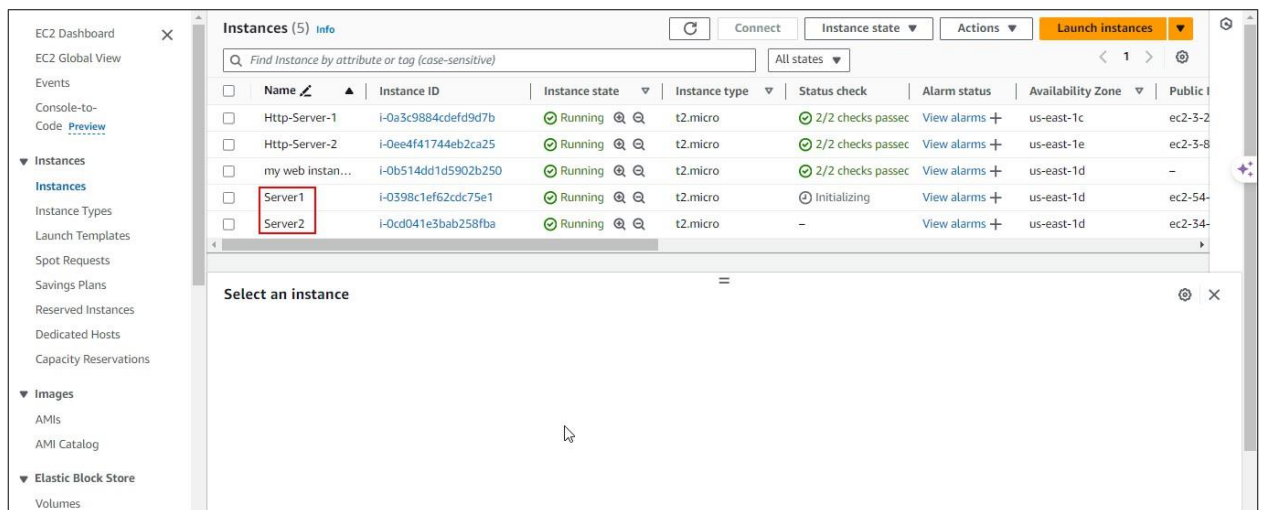 EC2 Dashboard
EC2 Global View
Events
Console-to-
Code Preview
Instances
Instances
Instance Types
Launch Templates
Spot Requests
Savings Plans
Reserved Instances
Dedicated Hosts
Capacity Reservations
Images
AMIs
AMI Catalog
Elastic Block Store
Volumes
Instances (5) Info
Connect
Instance state
Actions
Launch instances
Find Instance by attribute or tag (case-sensitive)
All states
1
Name Instance ID Instance state Instance type Status check Alarm status Availability Zone Public I
Http-Server-1 i-0a3c9884cdefd9d7b Running t2.micro 2/2 checks passec View alarms + us-east-1c ec2-3-2
Http-Server-2 i-0ee4f41744eb2ca25 Running t2.micro 2/2 checks passec View alarms + us-east-1e ec2-3-8
my web instan... i-0b514dd1d5902b250 Running t2.micro 2/2 checks passec View alarms + us-east-1d –
Server1 i-0398c1ef62cdc75e1 Running t2.micro Initializing View alarms + us-east-1d ec2-54-
Server2 i-0cd041e3bab258fba Running t2.micro – View alarms + us-east-1d ec2-34-
Select an instance